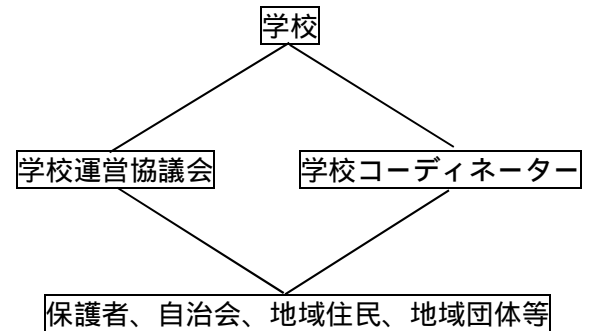 学校
学校運営協議会
学校コーディネーター
保護者、自治会、地域住民、地域団体等